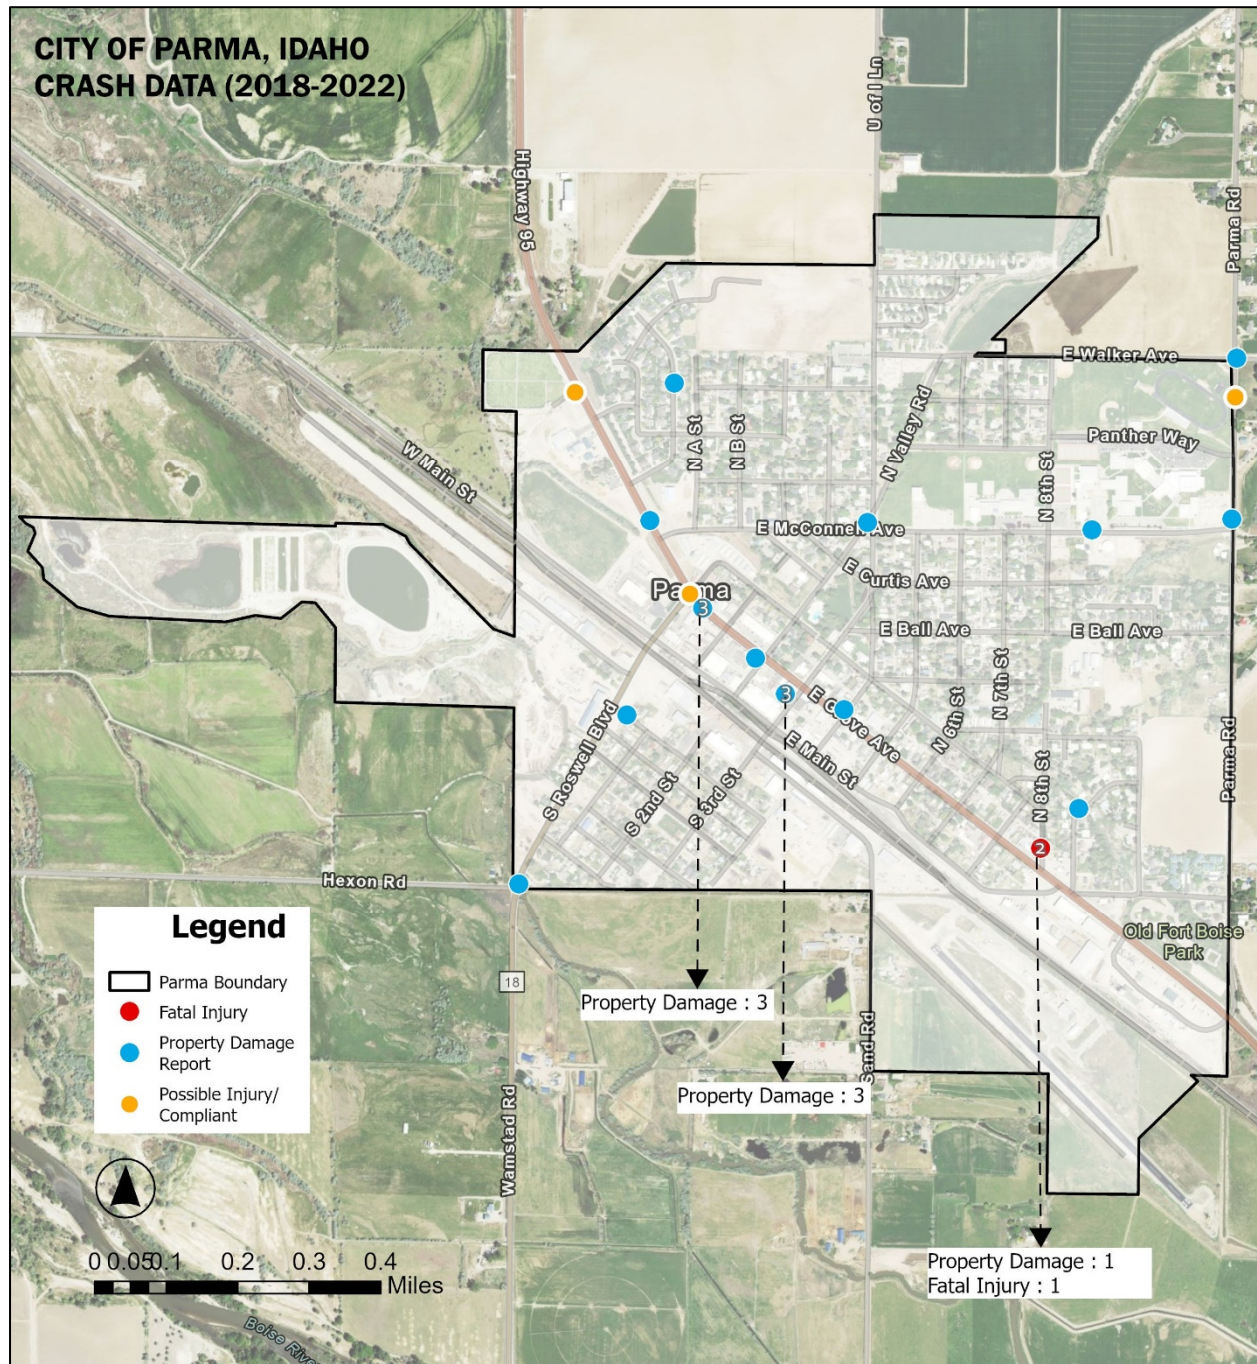 CITY OF PARMA, IDAHO
CRASH DATA (2018-2022)
U of I Ln
Highway 95
Parma Rd
E Walker Ave
N A St
N B St
N Valley Rd
Panther Way
W Main St
N 8th St
E McConnell Ave
E Curtis Ave
Parma
3
E Ball Ave
E Ball Ave
3
E Grove Ave
N 6th St
N 7th St
S Roswell Blvd
E Main St
S 2nd St
S 3rd St
N 8th St
Parma Rd
2
Hexon Rd
Old Fort Boise
Park
Legend
Parma Boundary
Fatal Injury
Property Damage
Report
Possible Injury/
Compliant
18
Property Damage : 3
Sand Rd
Property Damage : 3
Wamstad Rd
Property Damage : 1
Fatal Injury : 1
0 0.05 0.1 0.2 0.3 0.4
Miles
Boise River